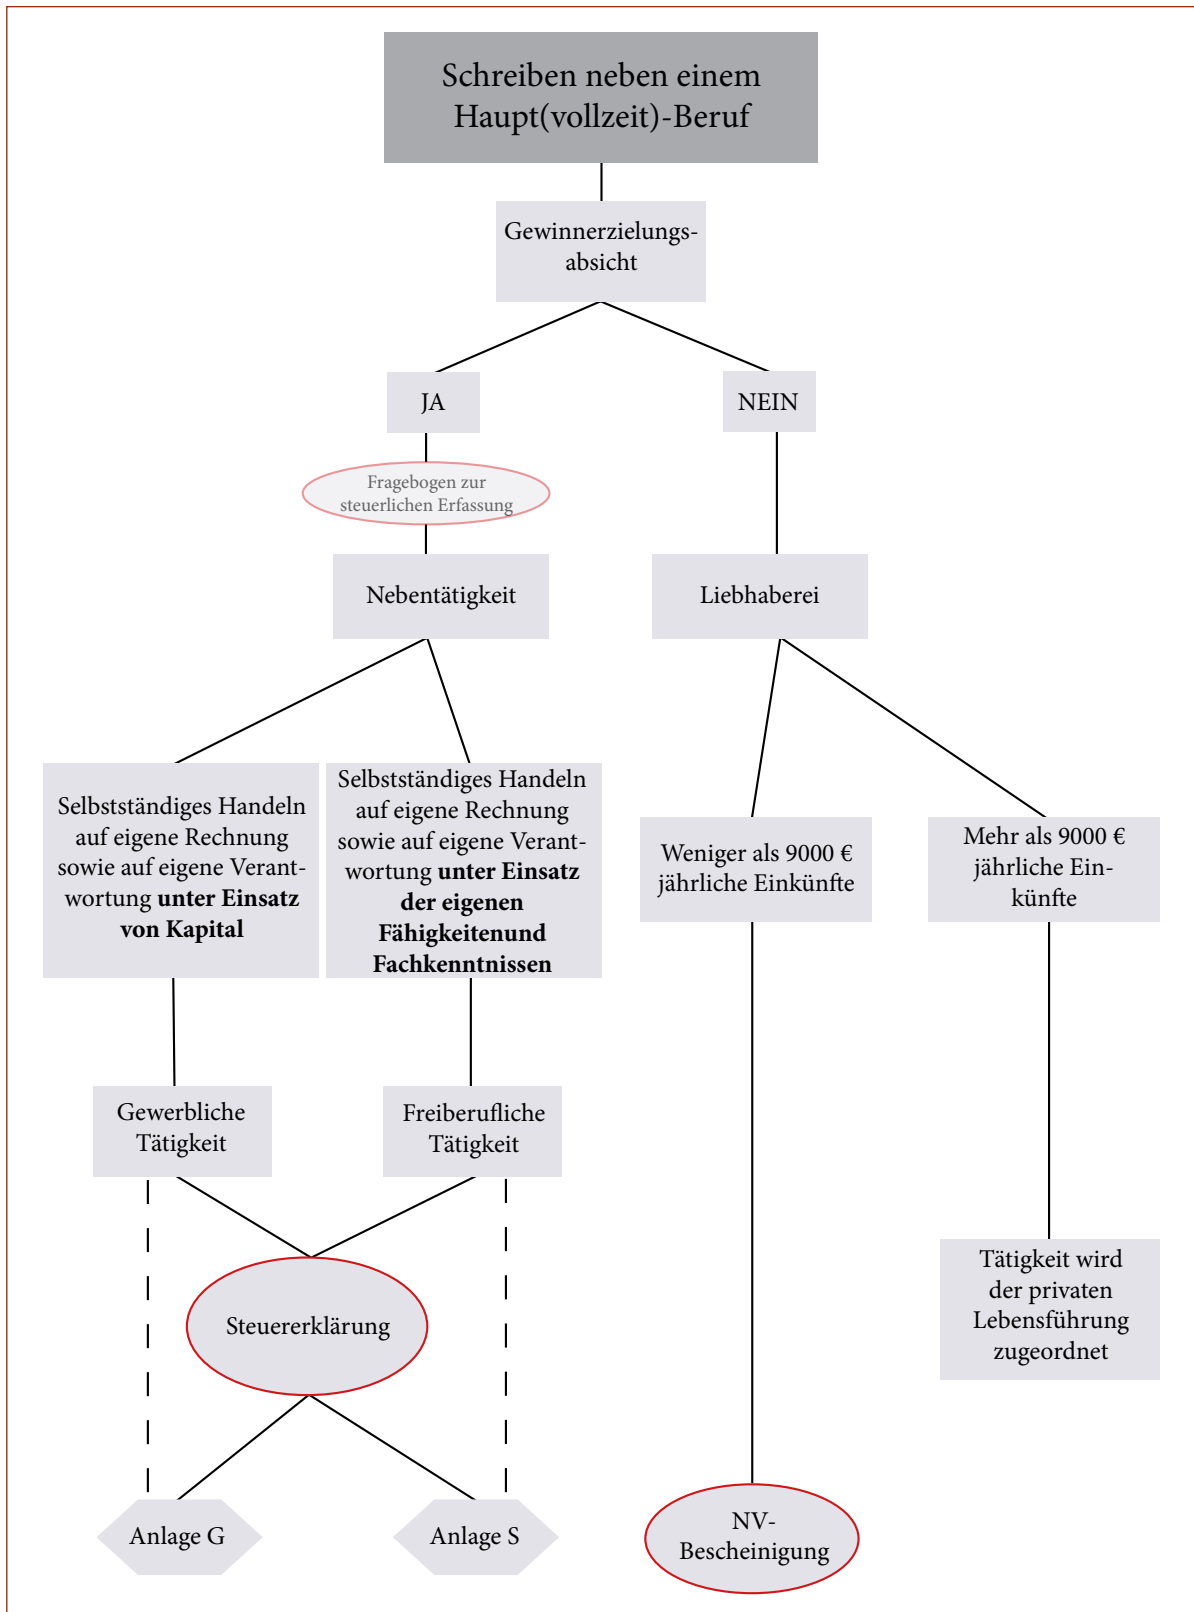 Schreiben neben einem
Haupt(vollzeit)-Beruf
Gewinnerzielungs-
absicht
JA
NEIN
Fragebogen zur
steuerlichen Erfassung
Nebentätigkeit
Liebhaberei
Selbstständiges Handeln
auf eigene Rechnung
sowie auf eigene Verant-
wortung unter Einsatz
von Kapital
Selbstständiges Handeln
auf eigene Rechnung
sowie auf eigene Verant-
wortung unter Einsatz
der eigenen
Fähigkeitenund
Fachkenntnissen
Weniger als 9000 €
jährliche Einkünfte
Mehr als 9000 €
jährliche Ein-
künfte
Gewerbliche
Tätigkeit
Freiberufliche
Tätigkeit
Steuererklärung
Tätigkeit wird
der privaten
Lebensführung
zugeordnet
Anlage G
Anlage S
NV-
Bescheinigung